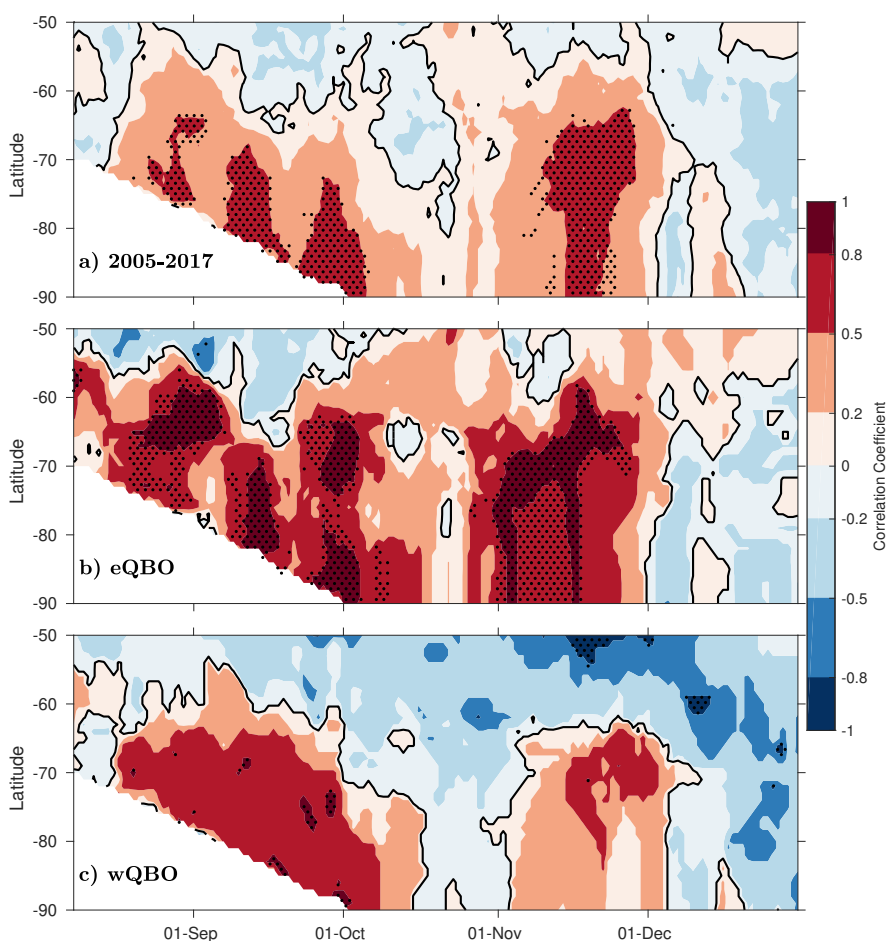 -50
-60
Latitude
-70
-80
a) 2005-2017
-90
-50
-60
Latitude
-70
-80
b) eQBO
-90
-50
-60
Latitude
-70
-80
c) wQBO
-90
01-Sep
01-Oct
01-Nov
01-Dec
1
0.8
0.5
0.2
0
-0.2
-0.5
-0.8
-1
Correlation Coefficient